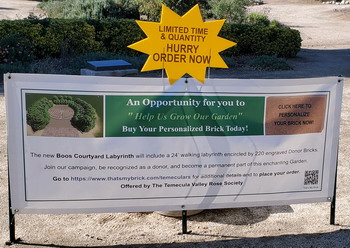 LIMITED TIME
& QUANTITY
HURRY
ORDER NOW
An Opportunity for you to
"Help Us Grow Our Garden"
Buy Your Personalized Brick Today!
CLICK HERE TO
PERSONALIZE
YOUR BRICK NOW!
The new Boos Courtyard Labyrinth will include a 24' walking labyrinth encircled by 220 engraved Donor Bricks.
Join our campaign, be recognized as a donor, and become a permanent part of this enchanting Garden.
Go to https://www.thatsmybrick.com/temeculars for additional details and to place your order.
Offered by The Temecula Valley Rose Society